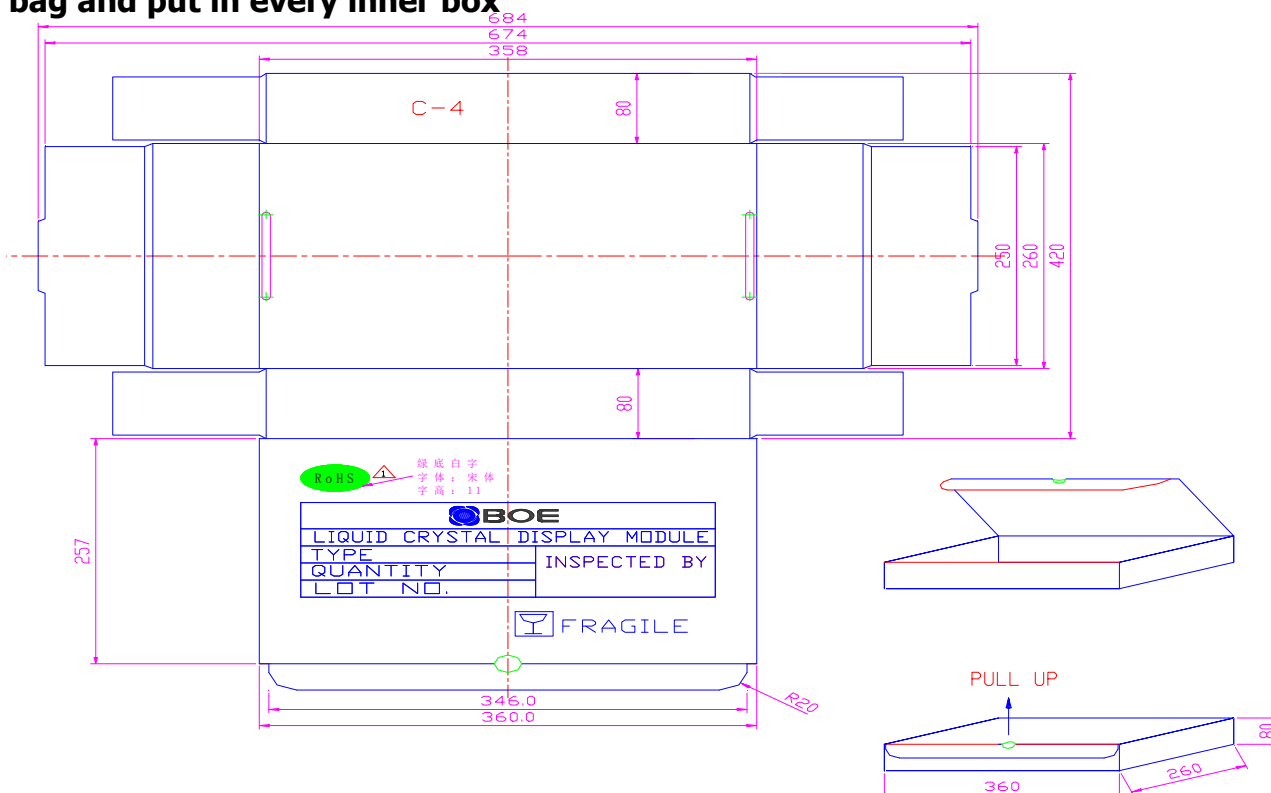 bag and put in every inner box
684
674
358
C-4
80
250
260
420
80
RoHS
1
绿底白字
字体：宋体
字高：11
257
BOE
LIQUID CRYSTAL DISPLAY MODULE
TYPE
INSPECTED BY
QUANTITY
LOT NO.
FRAGILE
346.0
360.0
R20
PULL UP
80
260
360